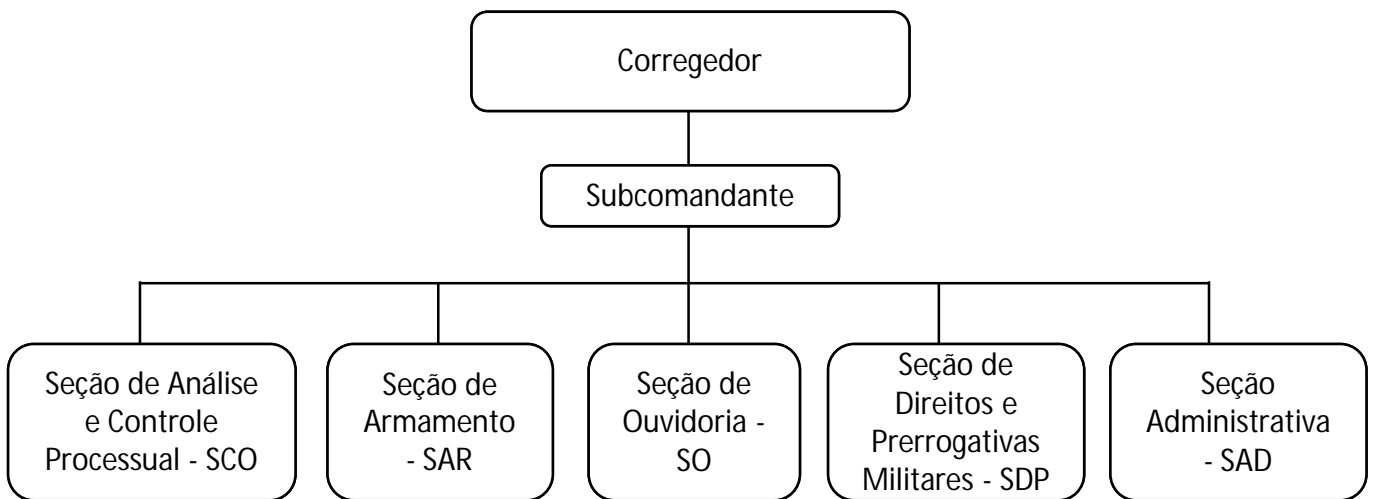 Corregedor
Subcomandante
Seção de Análise
e Controle
Processual - SCO
Seção de
Armamento
- SAR
Seção de
Ouvidoria -
SO
Seção de
Direitos e
Prerrogativas
Militares - SDP
Seção
Administrativa
- SAD